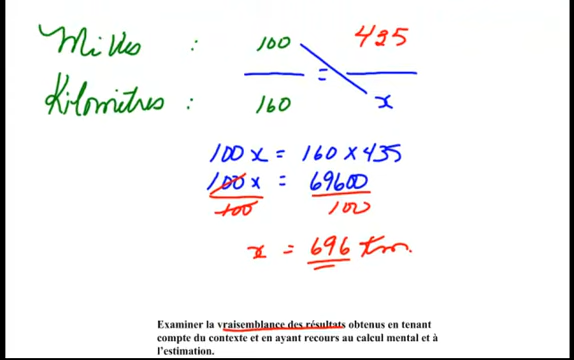 Milles : 100 = 435
Kilomètres : 160 x
100 x = 160 x 435
100 x = 69600
100 100
x = 696 km.
Examiner la vraisemblance des résultats obtenus en tenant
compte du contexte et en ayant recours au calcul mental et à
l'estimation.